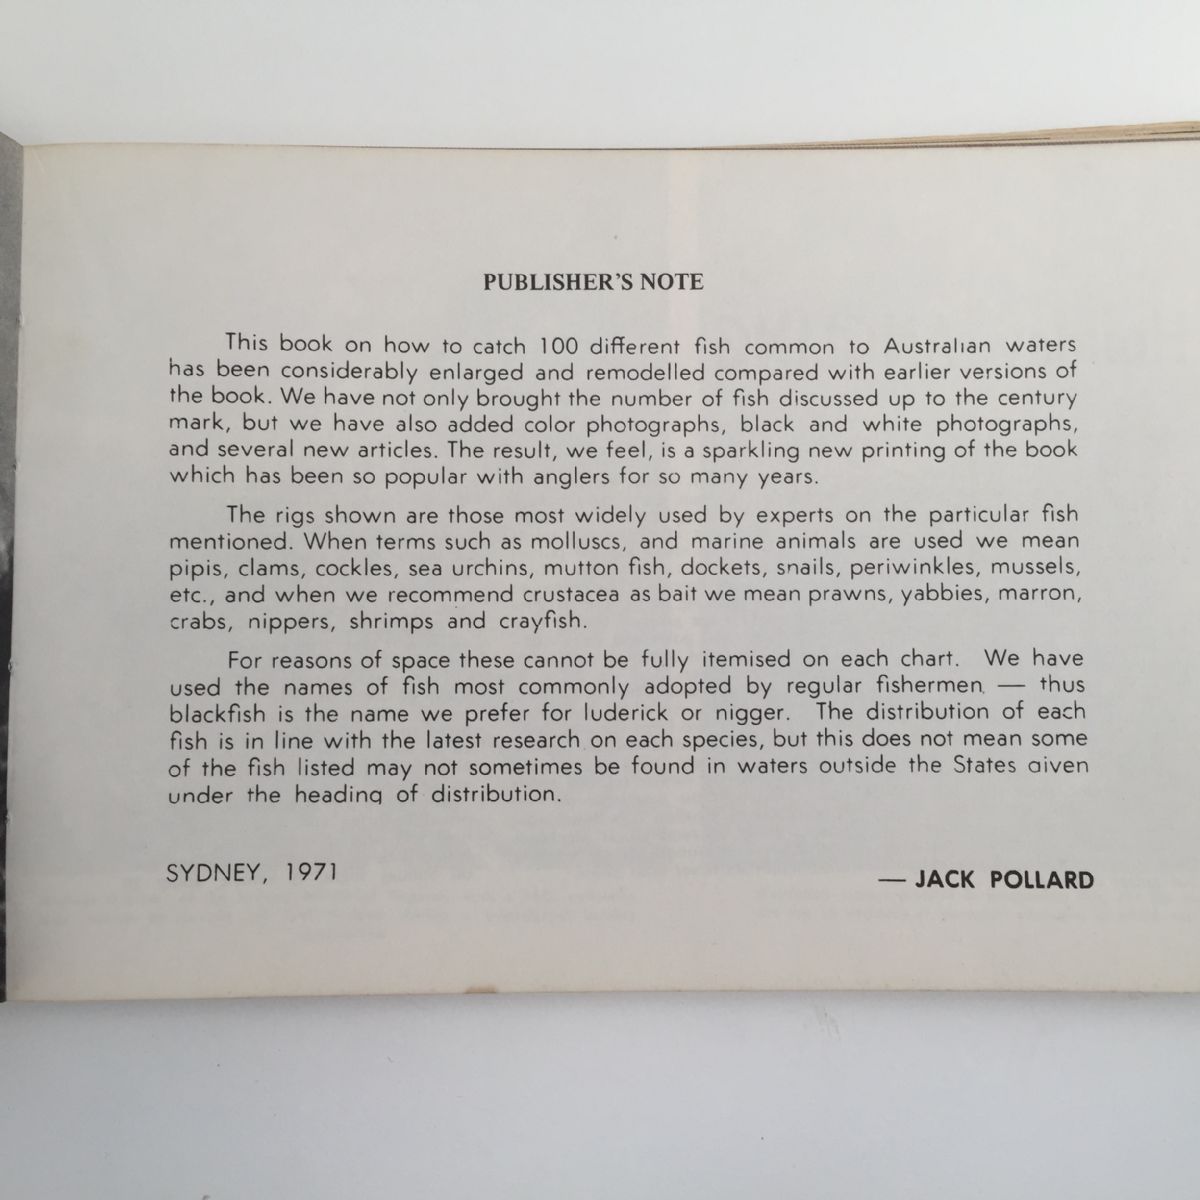 PUBLISHER'S NOTE
This book on how to catch 100 different fish common to Australian waters
has been considerably enlarged and remodelled compared with earlier versions of
the book. We have not only brought the number of fish discussed up to the century
mark, but we have also added color photographs, black and white photographs,
and several new articles. The result, we feel, is a sparkling new printing of the book
which has been so popular with anglers for so many years.
The rigs shown are those most widely used by experts on the particular fish
mentioned. When terms such as molluscs, and marine animals are used we mean
pipis, clams, cockles, sea urchins, mutton fish, dockets, snails, periwinkles, mussels,
etc., and when we recommend crustacea as bait we mean prawns, yabbies, marron,
crabs, nippers, shrimps and crayfish.
For reasons of space these cannot be fully itemised on each chart. We have
used the names of fish most commonly adopted by regular fishermen — thus
blackfish is the name we prefer for luderick or nigger. The distribution of each
fish is in line with the latest research on each species, but this does not mean some
of the fish listed may not sometimes be found in waters outside the States given
under the heading of distribution.
SYDNEY, 1971
— JACK POLLARD